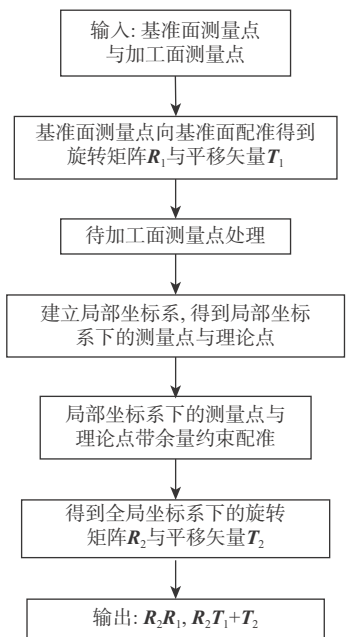 输入: 基准面测量点
与加工面测量点
基准面测量点向基准面配准得到
旋转矩阵R₁与平移矢量T₁
待加工面测量点处理
建立局部坐标系, 得到局部坐标
系下的测量点与理论点
局部坐标系下的测量点与
理论点带余量约束配准
得到全局坐标系下的旋转
矩阵R₂与平移矢量T₂
输出: R₂R₁, R₂T₁+T₂